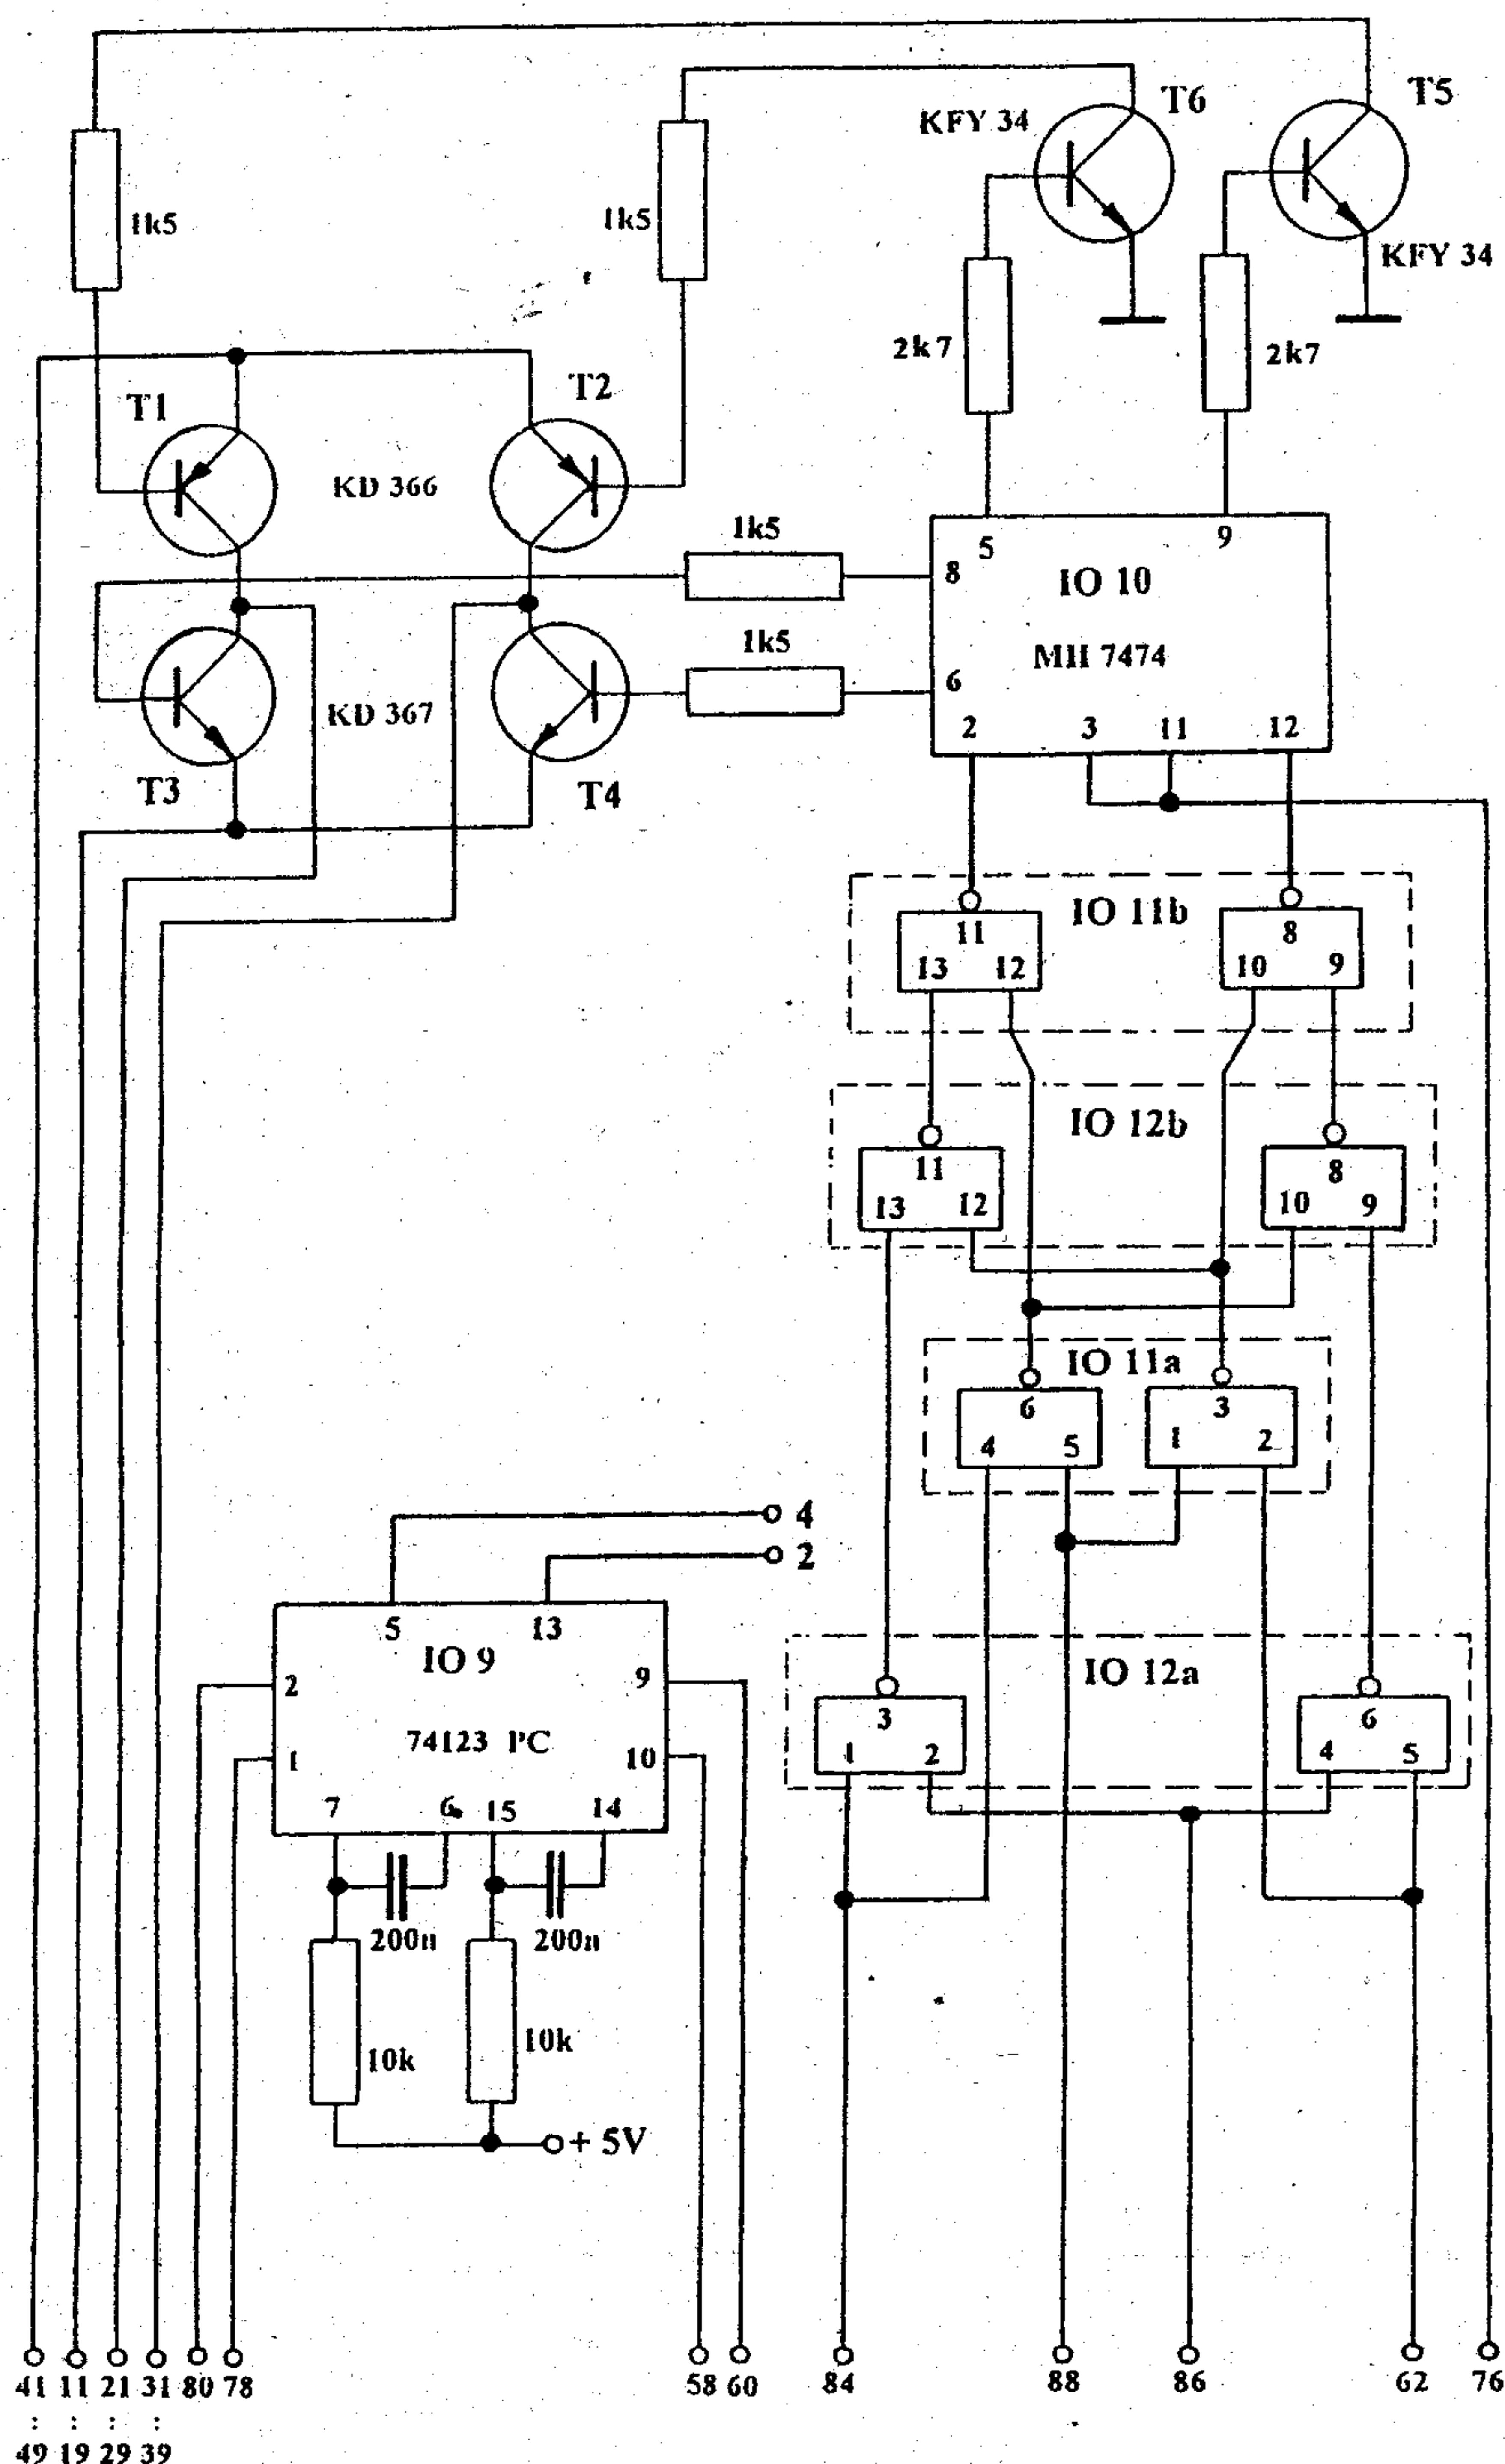 T5
T6
KFY 34
1k5
1k5
KFY 34
2k7
2k7
T2
T1
KD 366
1k5
5
9
8
IO 10
1k5
MH 7474
6
KD 367
2
3
11
12
T3
T4
IO 11b
11
8
13
12
10
9
IO 12b
11
8
13
12
10
9
IO 11a
6
3
4
5
1
2
4
2
5
13
IO 9
2
9
IO 12a
74123 PC
3
6
1
10
1
2
4
5
7
6
15
14
200n
200n
10k
10k
+ 5V
41 11 21 31 80 78
58 60
84
88
86
62
76
: : : :
49 19 29 39